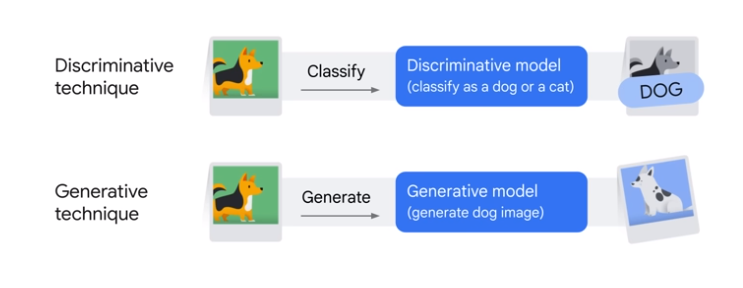 Discriminative
technique
Classify
Discriminative model
(classify as a dog or a cat)
DOG
Generative
technique
Generate
Generative model
(generate dog image)